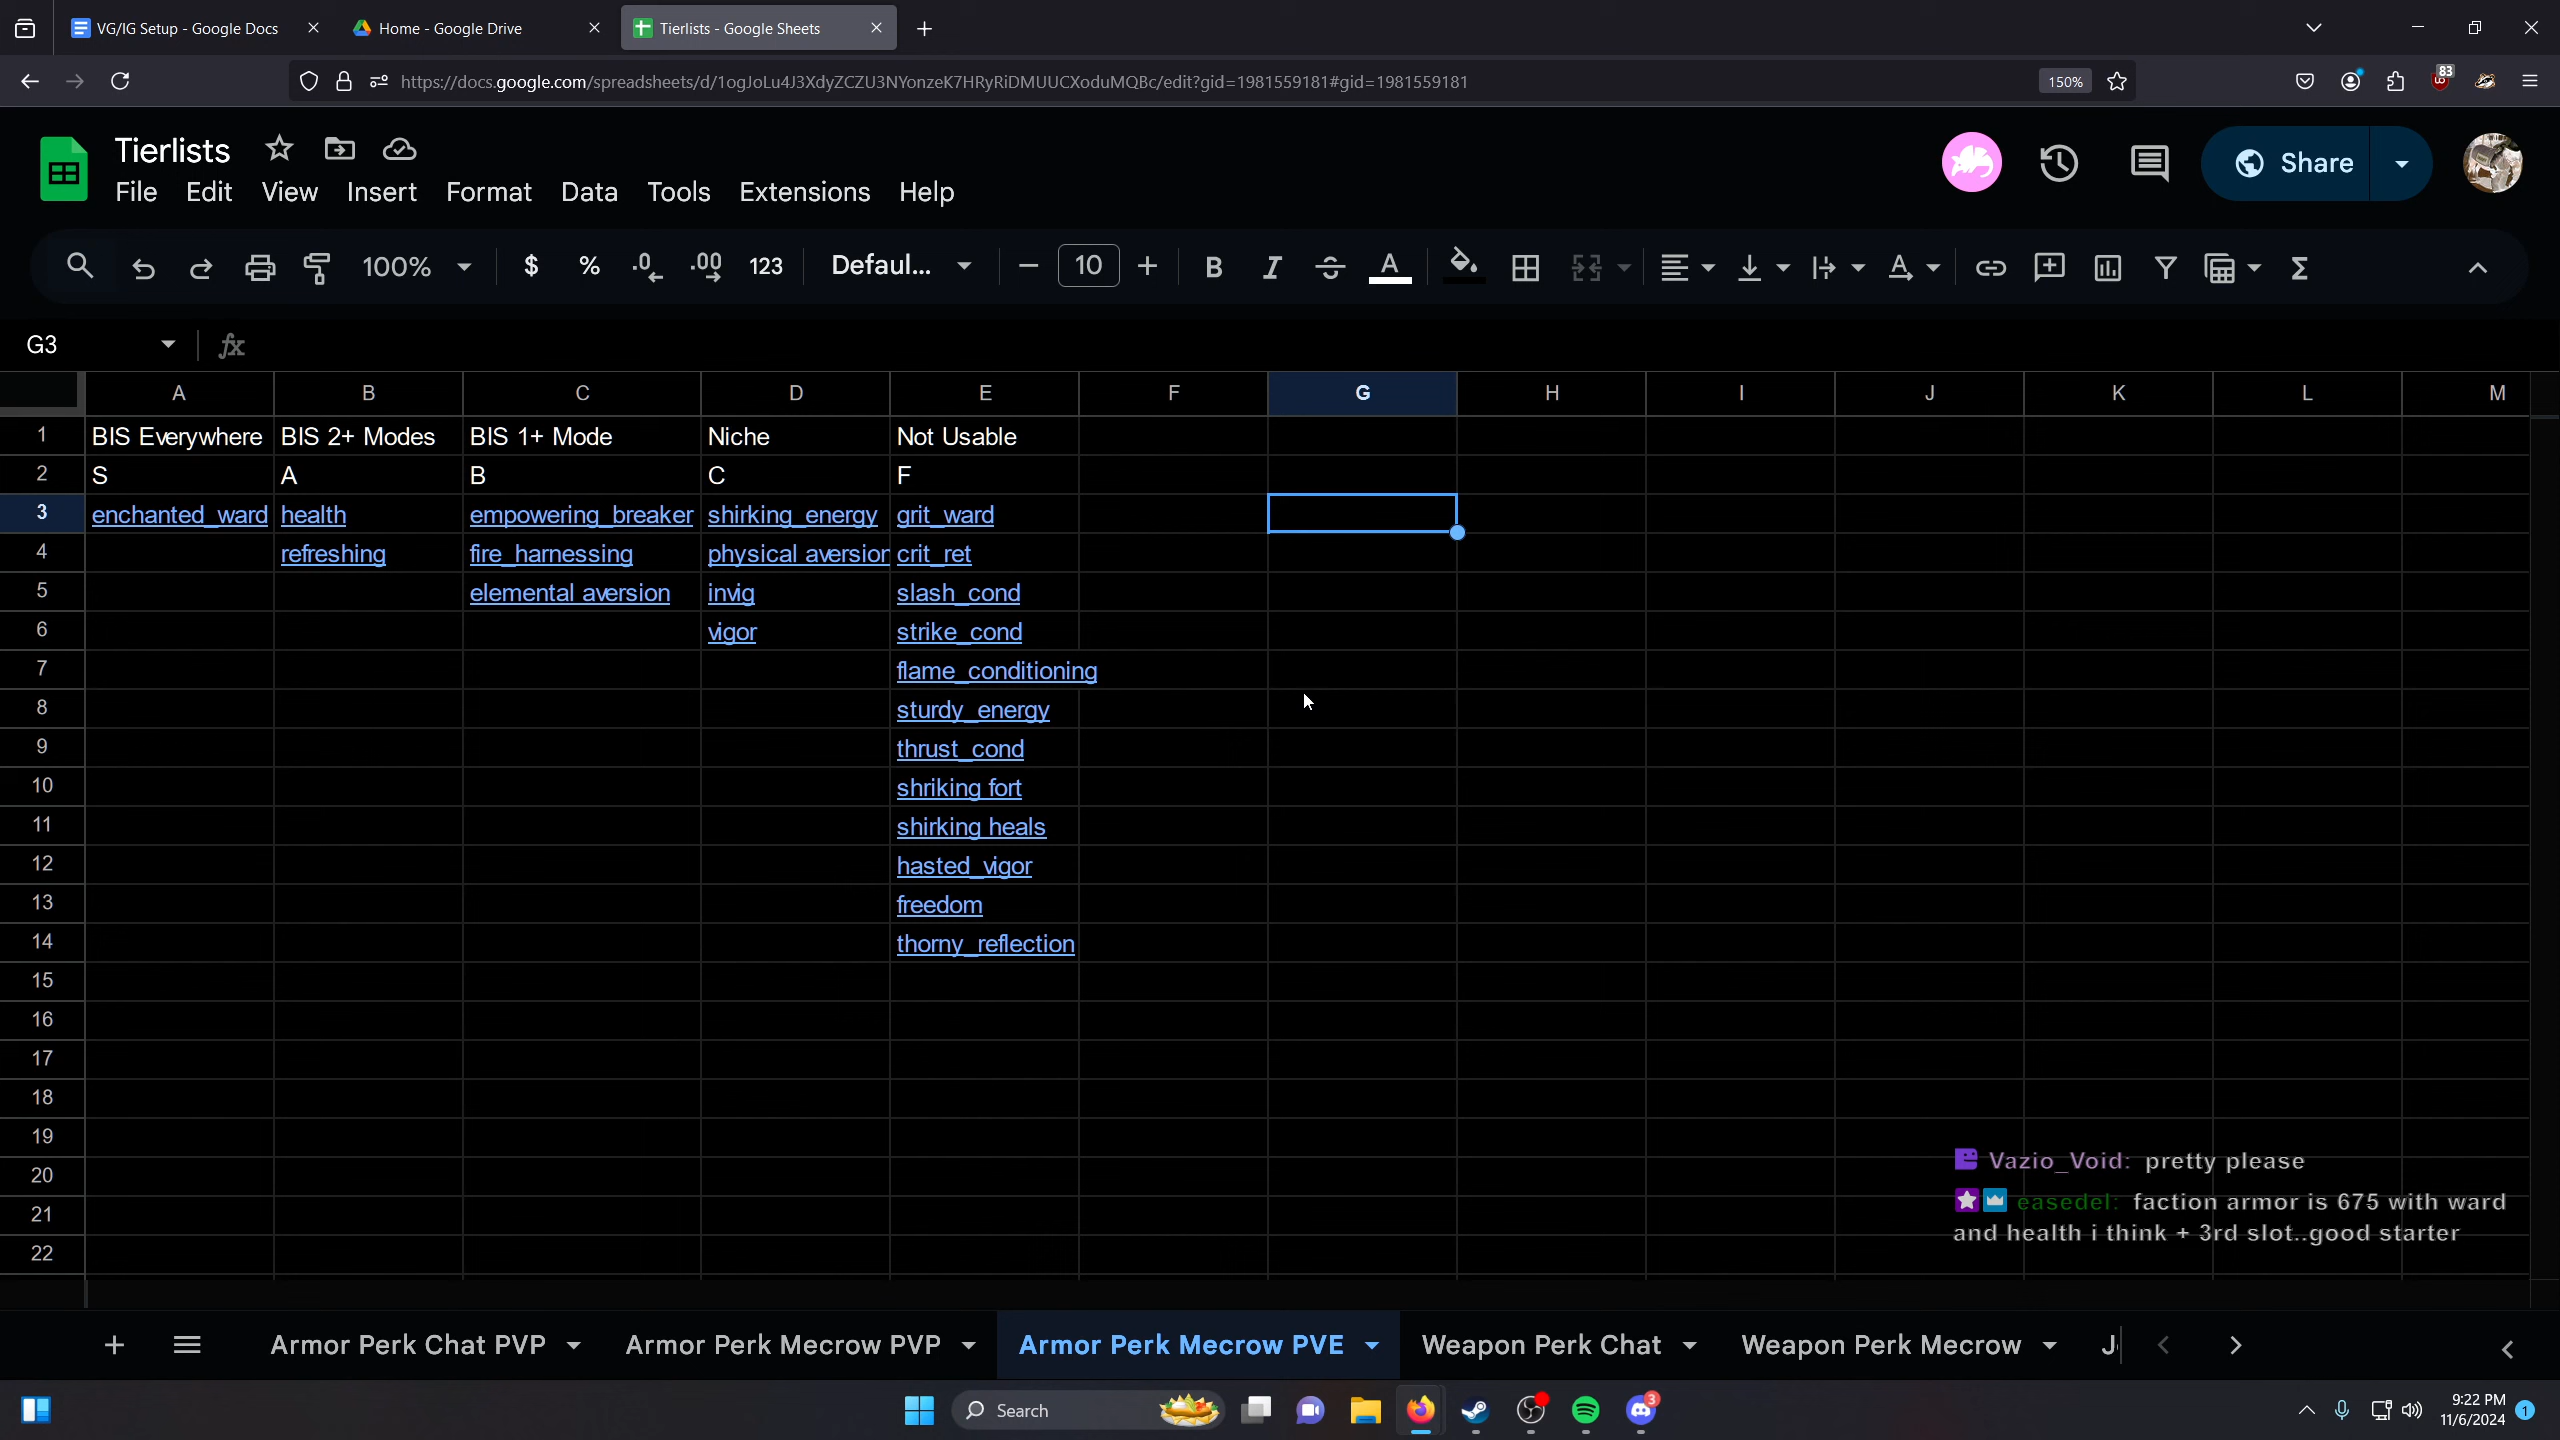 VG/IG Setup - Google Docs
Home - Google Drive
Tierlists - Google Sheets
https://docs.google.com/spreadsheets/d/1ogJoLu4J3XdyZCZU3NYonzeK7HRyRiDMUUCXoduMQBc/edit?gid=1981559181#gid=1981559181
150%
83
Tierlists
Share
File Edit View Insert Format Data Tools Extensions Help
100% $ % .0 .00 123 Defaul... 10 B I A
G3 fx
A B C D E F G H I J K L M
1 BIS Everywhere BIS 2+ Modes BIS 1+ Mode Niche Not Usable
2 S A B C F
3 enchanted_ward health empowering_breaker shirking_energy grit_ward
4 refreshing fire_harnessing physical aversion crit_ret
5 elemental aversion invig slash_cond
6 vigor strike_cond
7 flame_conditioning
8 sturdy_energy
9 thrust_cond
10 shriking fort
11 shirking heals
12 hasted_vigor
13 freedom
14 thorny_reflection
15
16
17
18
19
20
21
22
Vazio_Void: pretty please
easedel: faction armor is 675 with ward
and health i think + 3rd slot..good starter
Armor Perk Chat PVP Armor Perk Mecrow PVP Armor Perk Mecrow PVE Weapon Perk Chat Weapon Perk Mecrow
Search
3
9:22 PM
11/6/2024
1